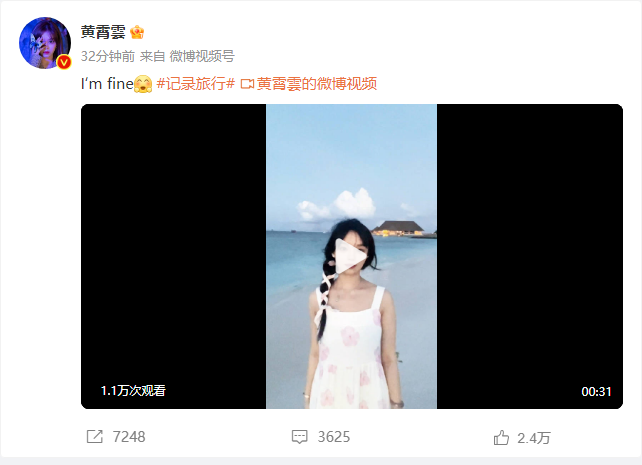 黄霄雲
32分钟前 来自 微博视频号
I'm fine #记录旅行# 黄霄雲的微博视频
1.1万次观看
00:31
7248
3625
2.4万